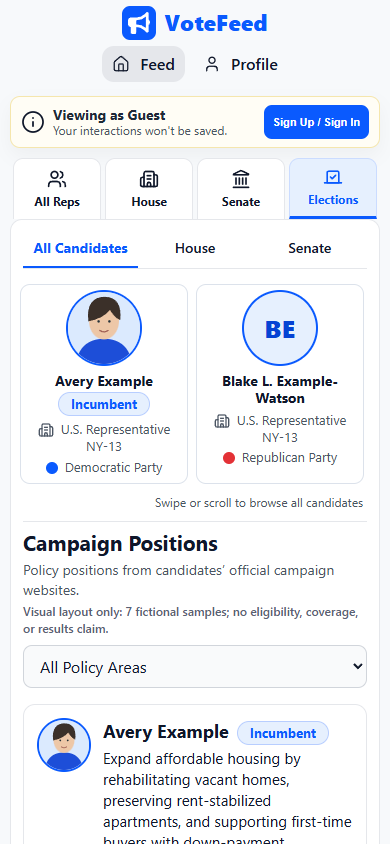 VoteFeed
Feed
Profile
Viewing as Guest
Your interactions won't be saved.
Sign Up / Sign In
All Reps
House
Senate
Elections
All Candidates
House
Senate
Avery Example
Incumbent
U.S. Representative
NY-13
Democratic Party
BE
Blake L. Example-
Watson
U.S. Representative
NY-13
Republican Party
Swipe or scroll to browse all candidates
Campaign Positions
Policy positions from candidates’ official campaign
websites.
Visual layout only: 7 fictional samples; no eligibility, coverage,
or results claim.
All Policy Areas
Avery Example
Incumbent
Expand affordable housing by
rehabilitating vacant homes,
preserving rent-stabilized
apartments, and supporting first-time
buyers with down-payment